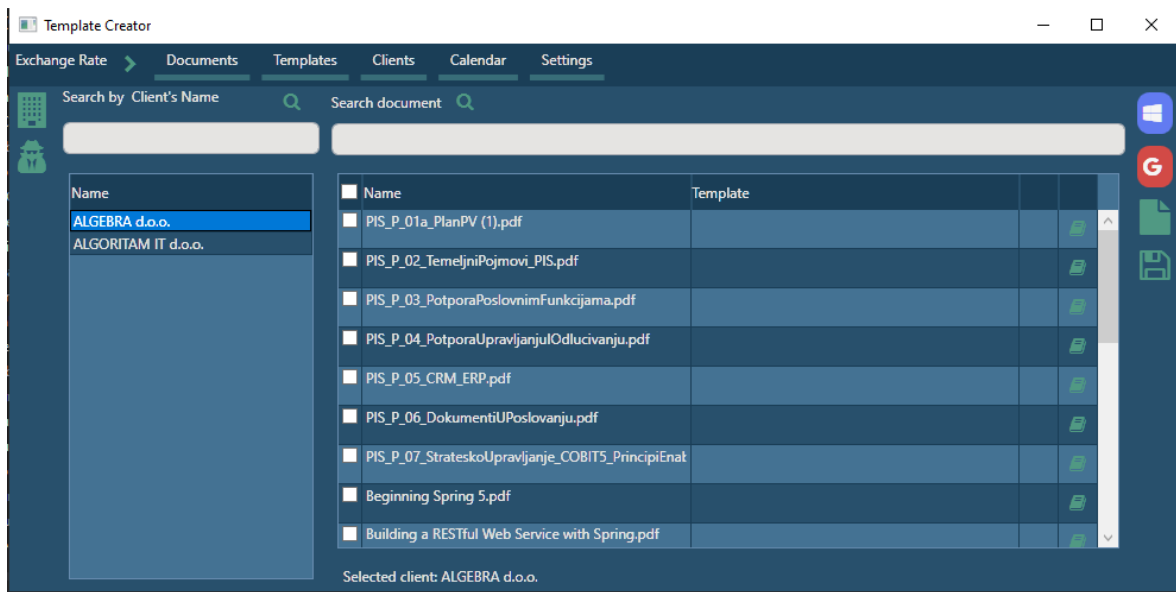 Template Creator
Exchange Rate Documents Templates Clients Calendar Settings
Search by Client's Name
Search document
Name
ALGEBRA d.o.o.
ALGORITAM IT d.o.o.
Name Template
PIS_P_01a_PlanPV (1).pdf
PIS_P_02_TemeljniPojmovi_PIS.pdf
PIS_P_03_PotporaPoslovnimFunkcijama.pdf
PIS_P_04_PotporaUpravljanjuIOdlucivanju.pdf
PIS_P_05_CRM_ERP.pdf
PIS_P_06_DokumentiUPoslovanju.pdf
PIS_P_07_StrateskoUpravljanje_COBIT5_PrincipiEnab
Beginning Spring 5.pdf
Building a RESTful Web Service with Spring.pdf
Selected client: ALGEBRA d.o.o.
G